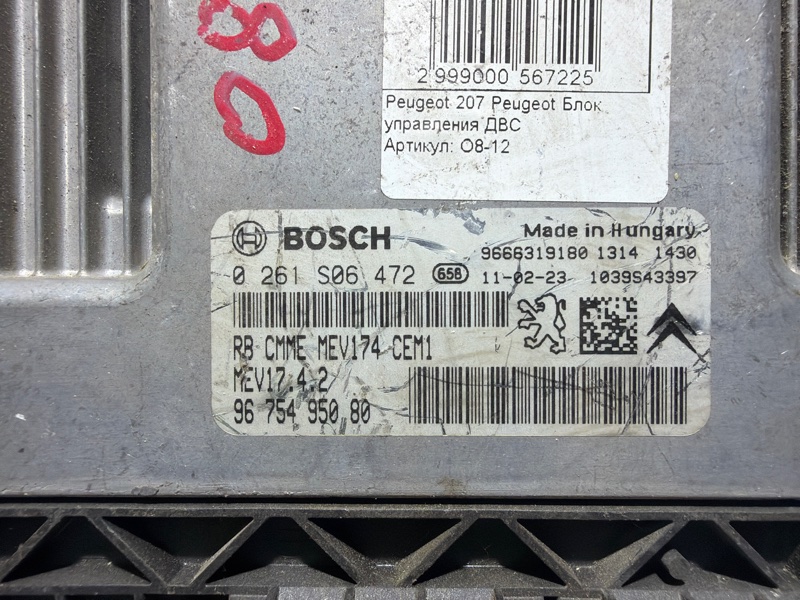 08
2 999000 567225
Peugeot 207 Peugeot Блок
управления ДВС
Артикул: O8-12
BOSCH
Made in Hungary
9668319180 1314 1430
0 261 S06 472 658 11-02-23 1039S43397
RB CMME MEV174 CEM1
MEV17.4.2
96 754 950 80